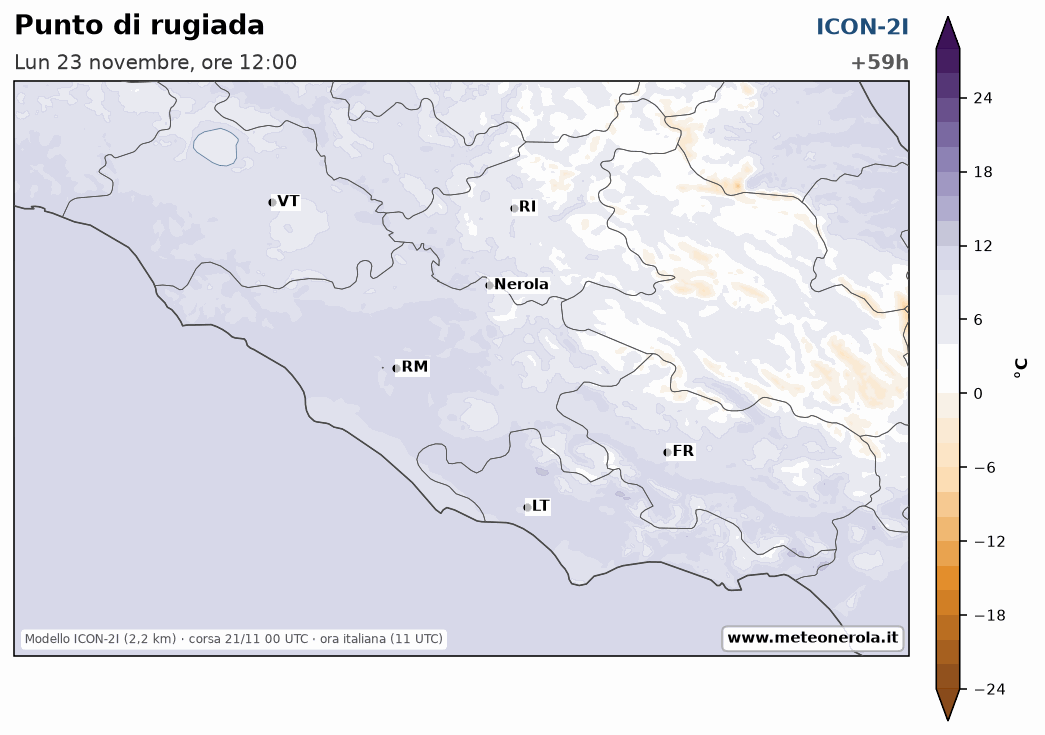 Punto di rugiada
ICON-2I
Lun 23 novembre, ore 12:00
+59h
24
18
12
6
0
−6
−12
−18
−24
°C
VT
RI
Nerola
RM
FR
LT
Modello ICON-2I (2,2 km) · corsa 21/11 00 UTC · ora italiana (11 UTC)
www.meteonerola.it